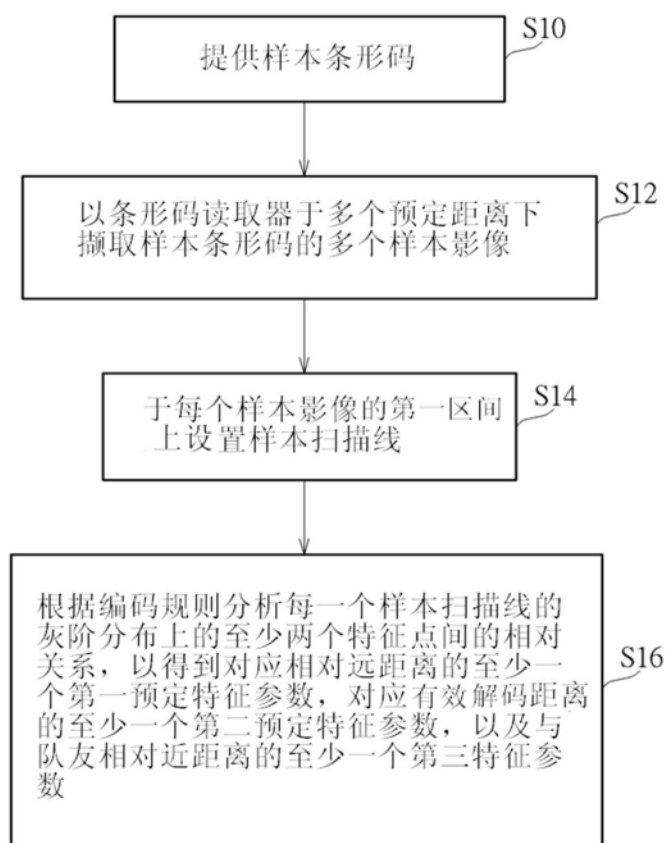 S10
提供样本条形码
S12
以条形码读取器于多个预定距离下
撷取样本条形码的多个样本影像
S14
于每个样本影像的第一区间
上设置样本扫描线
根据编码规则分析每一个样本扫描线的
灰阶分布上的至少两个特征点间的相对
关系，以得到对应相对远距离的至少一
个第一预定特征参数，对应有效解码距离
的至少一个第二预定特征参数，以及与
队友相对近距离的至少一个第三特征参
数
S16